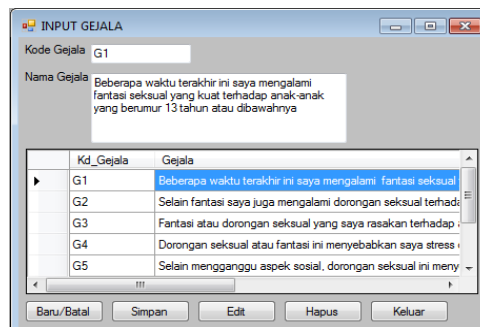 INPUT GEJALA
Kode Gejala G1
Nama Gejala Beberapa waktu terakhir ini saya mengalami
fantasi seksual yang kuat terhadap anak-anak
yang berumur 13 tahun atau dibawahnya
Kd_Gejala Gejala
G1 Beberapa waktu terakhir ini saya mengalami fantasi seksual
G2 Selain fantasi saya juga mengalami dorongan seksual terhada
G3 Fantasi atau dorongan seksual yang saya rasakan terhadap
G4 Dorongan seksual atau fantasi ini menyebabkan saya stress
G5 Selain mengganggu aspek sosial, dorongan seksual ini meny
Baru/Batal Simpan Edit Hapus Keluar